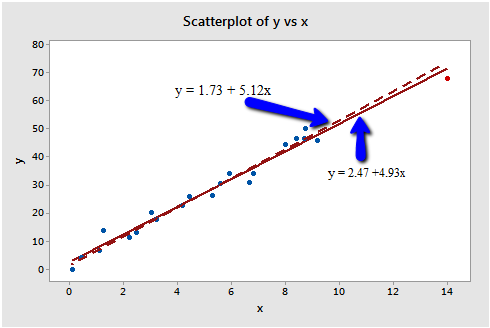 Scatterplot of y vs x
80
70
60
50
40
30
20
10
0
y
y = 1.73 + 5.12x
y = 2.47 +4.93x
0 2 4 6 8 10 12 14
x